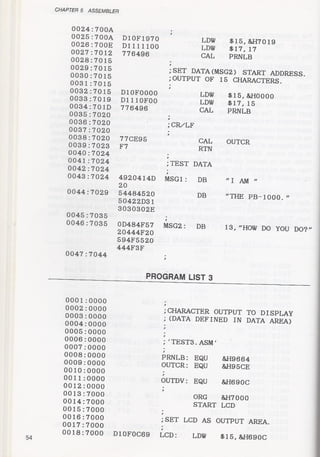 CHAPTER 5 ASSEMBLER
0024:700A ;
0025:700A D10F1970 LDW $15,&H7019
0026:700E D1111100 LDW $17,17
0027:7012 776496 CAL PRNLB
0028:7015 ;
0029:7015 ;SET DATA(MSG2) START ADDRESS.
0030:7015 ;OUTPUT OF 15 CHARACTERS.
0031:7015 ;
0032:7015 D10F0000 LDW $15,&H0000
0033:7019 D1110F00 LDW $17,15
0034:701D 776496 CAL PRNLB
0035:7020 ;
0036:7020 ;CR/LF
0037:7020 ;
0038:7020 77CE95 CAL OUTCR
0039:7023 F7 RTN
0040:7024 ;
0041:7024 ;TEST DATA
0042:7024 ;
0043:7024 4920414D MSG1: DB "I AM "
20
0044:7029 54484520 DB "THE PB-1000."
50422D31
3030302E
0045:7035 ;
0046:7035 0D484F57 MSG2: DB 13,"HOW DO YOU DO?"
20444F20
594F5520
444F3F
0047:7044 ;
PROGRAM LIST 3
0001:0000 ;
0002:0000 ;CHARACTER OUTPUT TO DISPLAY
0003:0000 ;(DATA DEFINED IN DATA AREA)
0004:0000 ;
0005:0000 ;
0006:0000 ;'TEST3.ASM'
0007:0000 ;
0008:0000 PRNLB: EQU &H9664
0009:0000 OUTCR: EQU &H95CE
0010:0000 ;
0011:0000 OUTDV: EQU &H690C
0012:0000 ;
0013:7000 ORG &H7000
0014:7000 START LCD
0015:7000 ;
0016:7000 ;SET LCD AS OUTPUT AREA.
0017:7000 ;
0018:7000 D10F0C69 LCD: LDW $15,&H690C
54